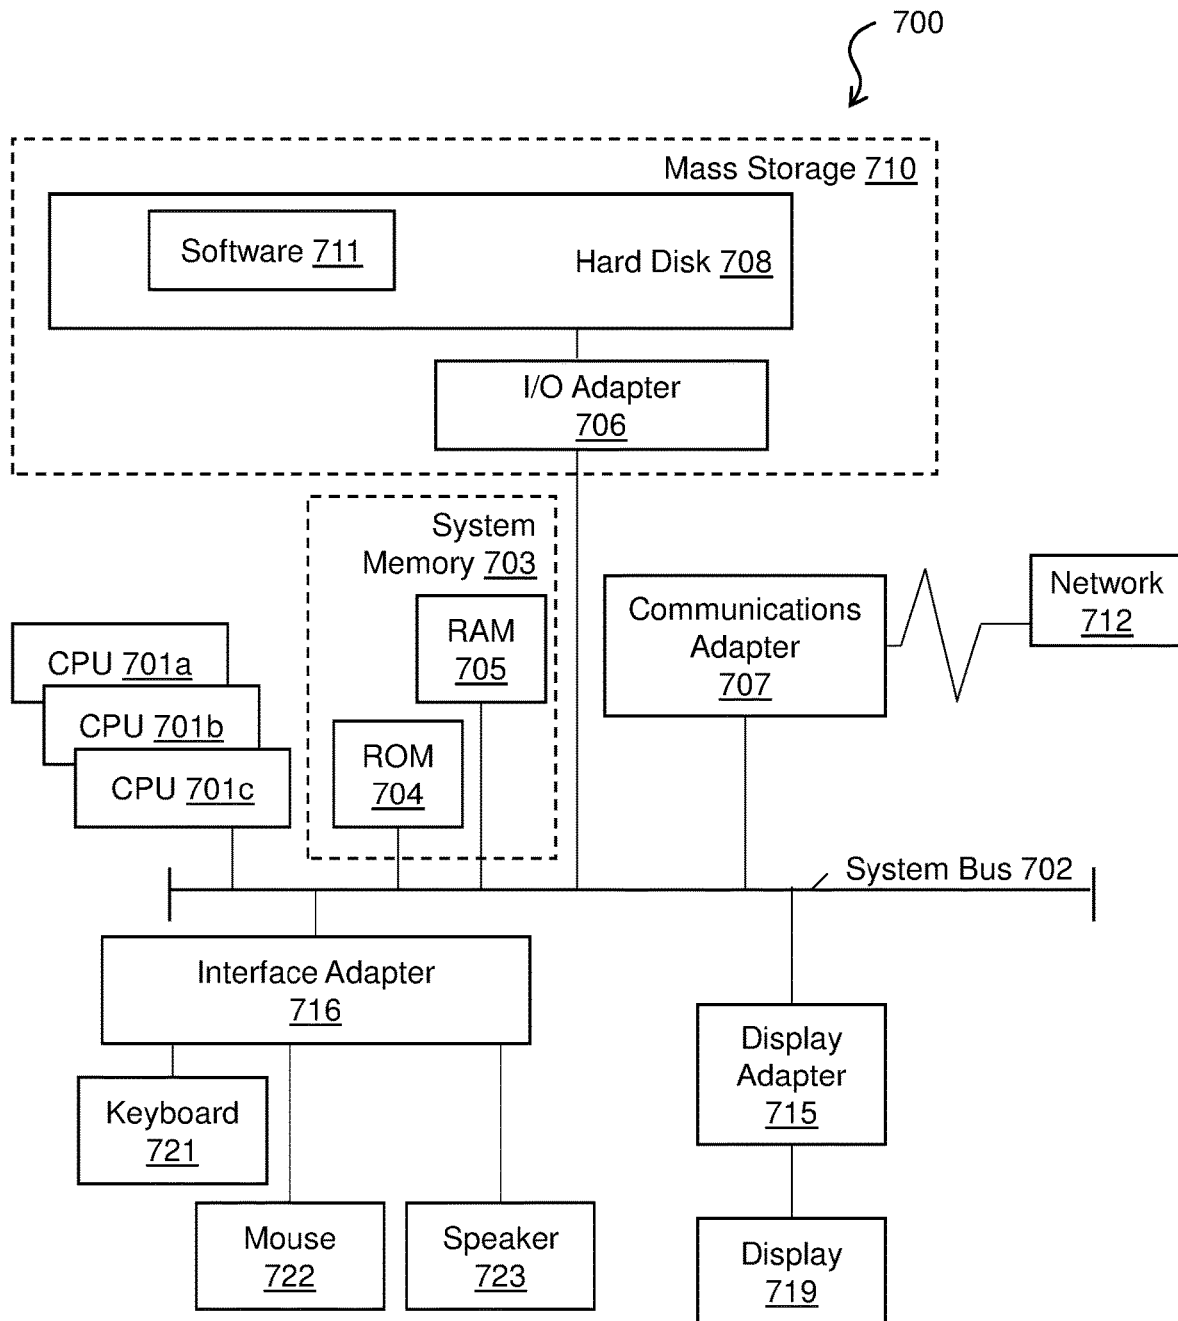 700
Mass Storage 710
Software 711
Hard Disk 708
I/O Adapter
706
System
Memory 703
RAM
705
ROM
704
Communications
Adapter
707
Network
712
CPU 701a
CPU 701b
CPU 701c
System Bus 702
Interface Adapter
716
Display
Adapter
715
Keyboard
721
Mouse
722
Speaker
723
Display
719